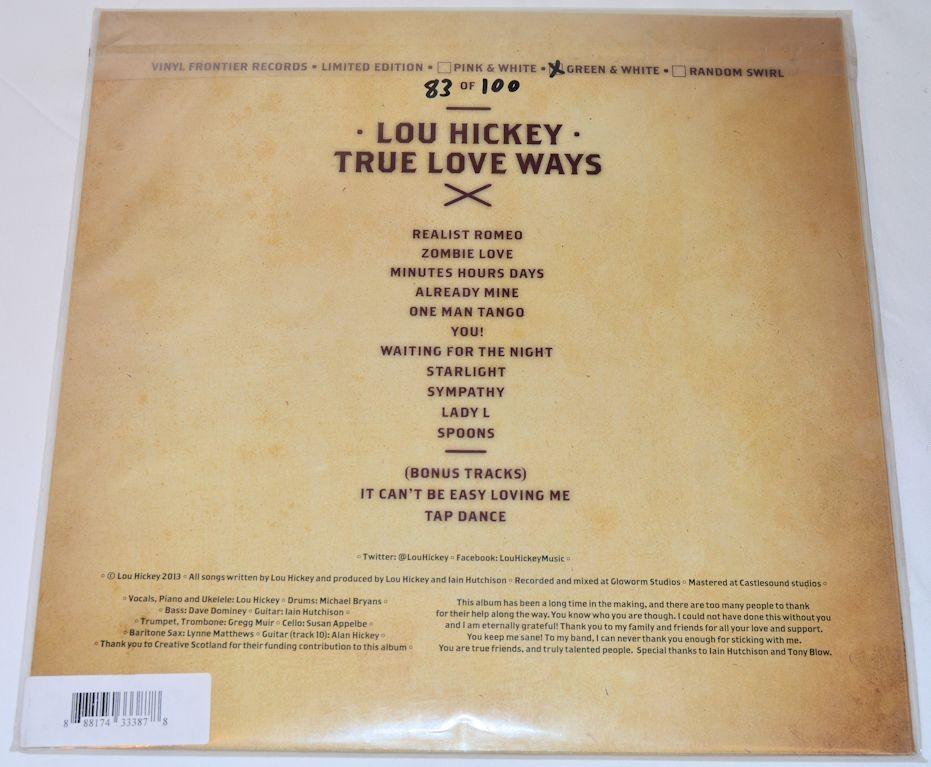 VINYL FRONTIER RECORDS • LIMITED EDITION • ☐ PINK & WHITE • ☒ GREEN & WHITE • ☐ RANDOM SWIRL
83 OF 100
• LOU HICKEY •
TRUE LOVE WAYS
REALIST ROMEO
ZOMBIE LOVE
MINUTES HOURS DAYS
ALREADY MINE
ONE MAN TANGO
YOU!
WAITING FOR THE NIGHT
STARLIGHT
SYMPATHY
LADY L
SPOONS
(BONUS TRACKS)
IT CAN'T BE EASY LOVING ME
TAP DANCE
▫ Twitter: @LouHickey ▫ Facebook: LouHickeyMusic ▫
▫ ℗ Lou Hickey 2013 ▫ All songs written by Lou Hickey and produced by Lou Hickey and Iain Hutchison ▫ Recorded and mixed at Gloworm Studios ▫ Mastered at Castlesound studios ▫
▫ Vocals, Piano and Ukelele: Lou Hickey ▫ Drums: Michael Bryans ▫
▫ Bass: Dave Dominey ▫ Guitar: Iain Hutchison ▫
▫ Trumpet, Trombone: Gregg Muir ▫ Cello: Susan Appelbe ▫
▫ Baritone Sax: Lynne Matthews ▫ Guitar (track 10): Alan Hickey ▫
▫ Thank you to Creative Scotland for their funding contribution to this album ▫
This album has been a long time in the making, and there are too many people to thank
for their help along the way. You know who you are though. I could not have done this without you
and I am eternally grateful! Thank you to my family and friends for all your love and support.
You keep me sane! To my band, I can never thank you enough for sticking with me.
You are true friends, and truly talented people. Special thanks to Iain Hutchison and Tony Blow.
8 88174 33387 8